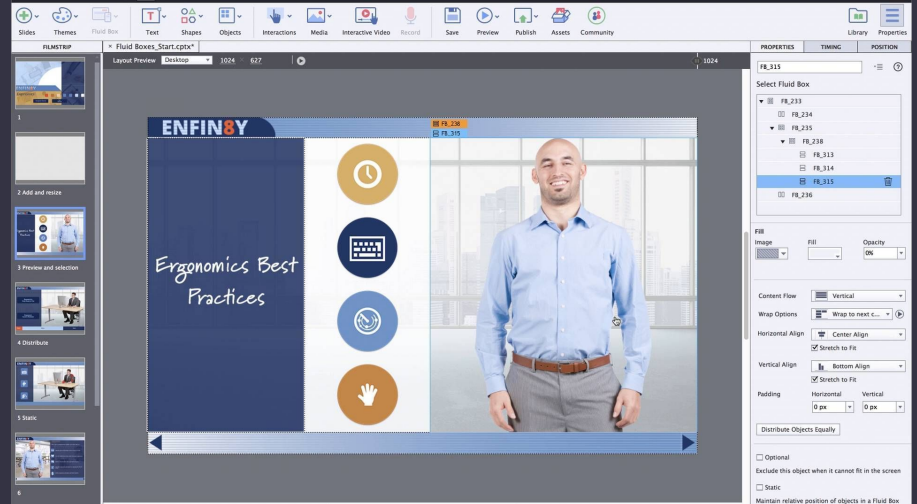 Slides Themes Fluid Box Text Shapes Objects Interactions Media Interactive Video Record Save Preview Publish Assets Community Library Properties
FILMSTRIP
× Fluid Boxes_Start.cptx*
PROPERTIES TIMING POSITION
Layout Preview Desktop 1024 627
1024
FB_315
Select Fluid Box
FB_233
FB_234
FB_235
FB_238
FB_313
FB_314
FB_315
FB_236
1
2 Add and resize
3 Preview and selection
4 Distribute
5 Static
6
ENFIN8Y
FB_238
FB_315
Ergonomics Best
Practices
Fill
Image Fill Opacity
0%
Content Flow Vertical
Wrap Options Wrap to next c...
Horizontal Align Center Align
Stretch to Fit
Vertical Align Bottom Align
Stretch to Fit
Padding Horizontal Vertical
0 px 0 px
Distribute Objects Equally
Optional
Exclude this object when it cannot fit in the screen
Static
Maintain relative position of objects in a Fluid Box